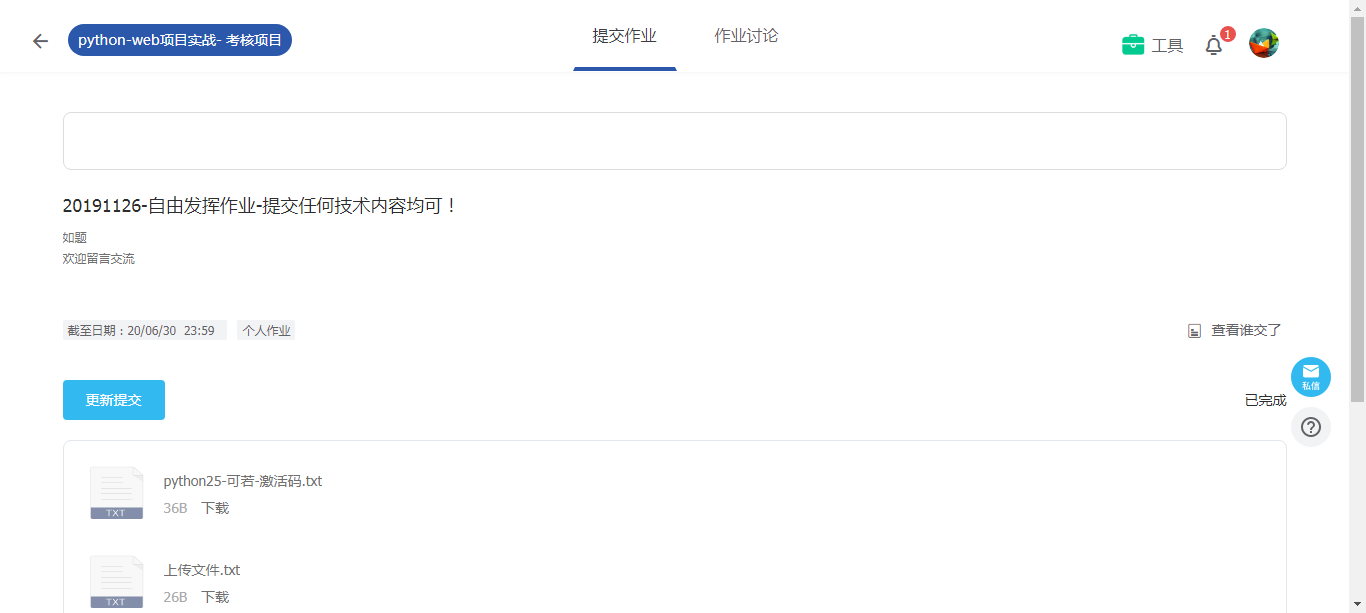 python-web项目实战- 考核项目
提交作业
作业讨论
工具
1
20191126-自由发挥作业-提交任何技术内容均可！
如题
欢迎留言交流
截至日期：20/06/30 23:59
个人作业
查看谁交了
私信
更新提交
已完成
python25-可若-激活码.txt
TXT
36B 下载
上传文件.txt
TXT
26B 下载